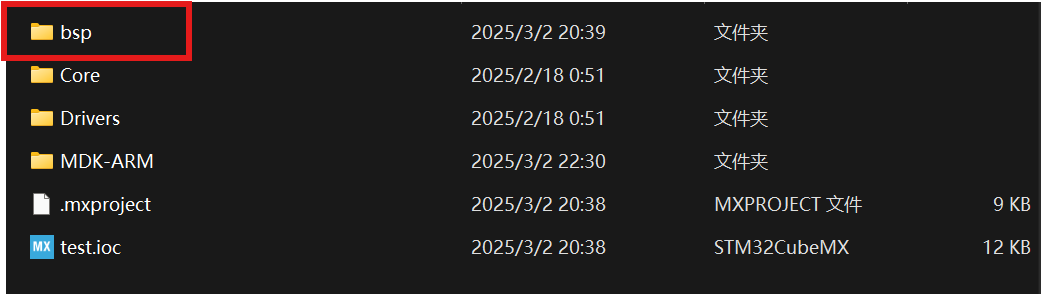 bsp 2025/3/2 20:39 文件夹
Core 2025/2/18 0:51 文件夹
Drivers 2025/2/18 0:51 文件夹
MDK-ARM 2025/3/2 22:30 文件夹
.mxproject 2025/3/2 20:38 MXPROJECT 文件 9 KB
MX test.ioc 2025/3/2 20:38 STM32CubeMX 12 KB